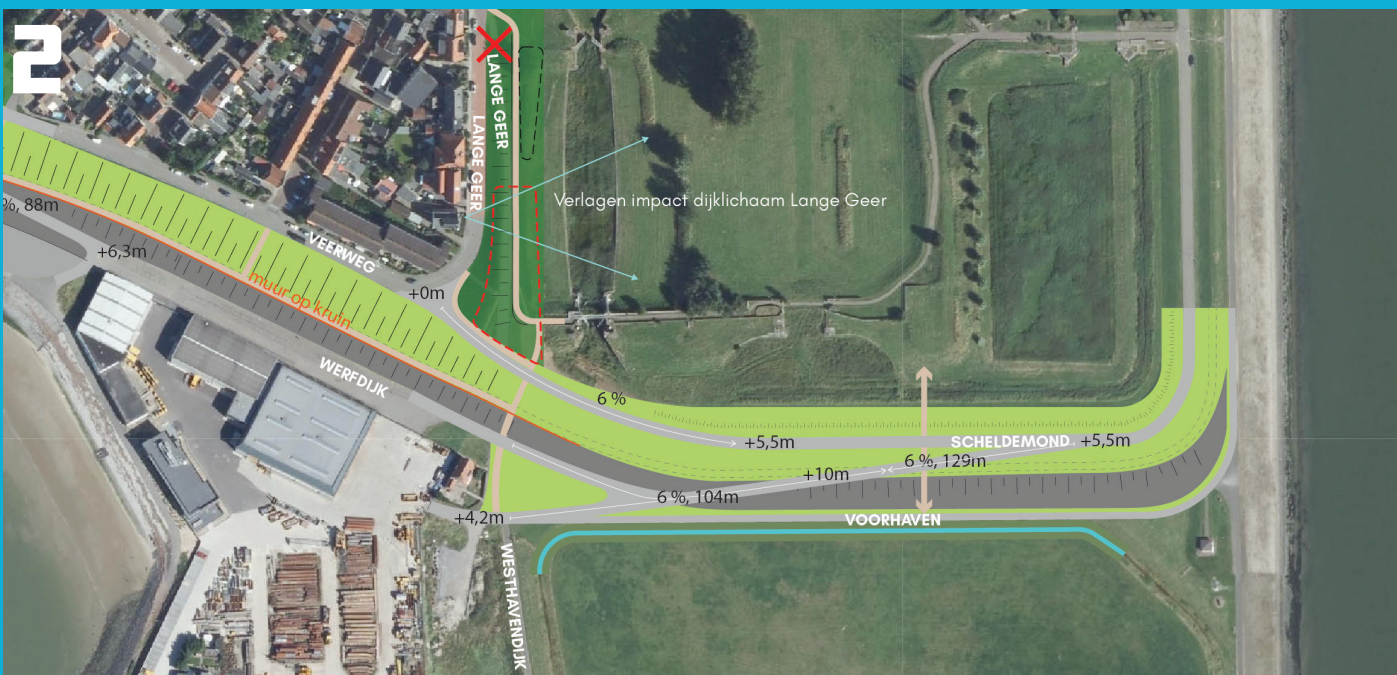 2
LANGE GEER
LANGE GEER
Verlagen impact dijklichaam Lange Geer
%, 88m
+6,3m
VEERWEG
+0m
muur op kruin
WERFDIJK
6 %
+5,5m
SCHELDEMOND
+5,5m
6 %, 129m
+10m
6 %, 104m
+4,2m
VOORHAVEN
WESTHAVENDIJK